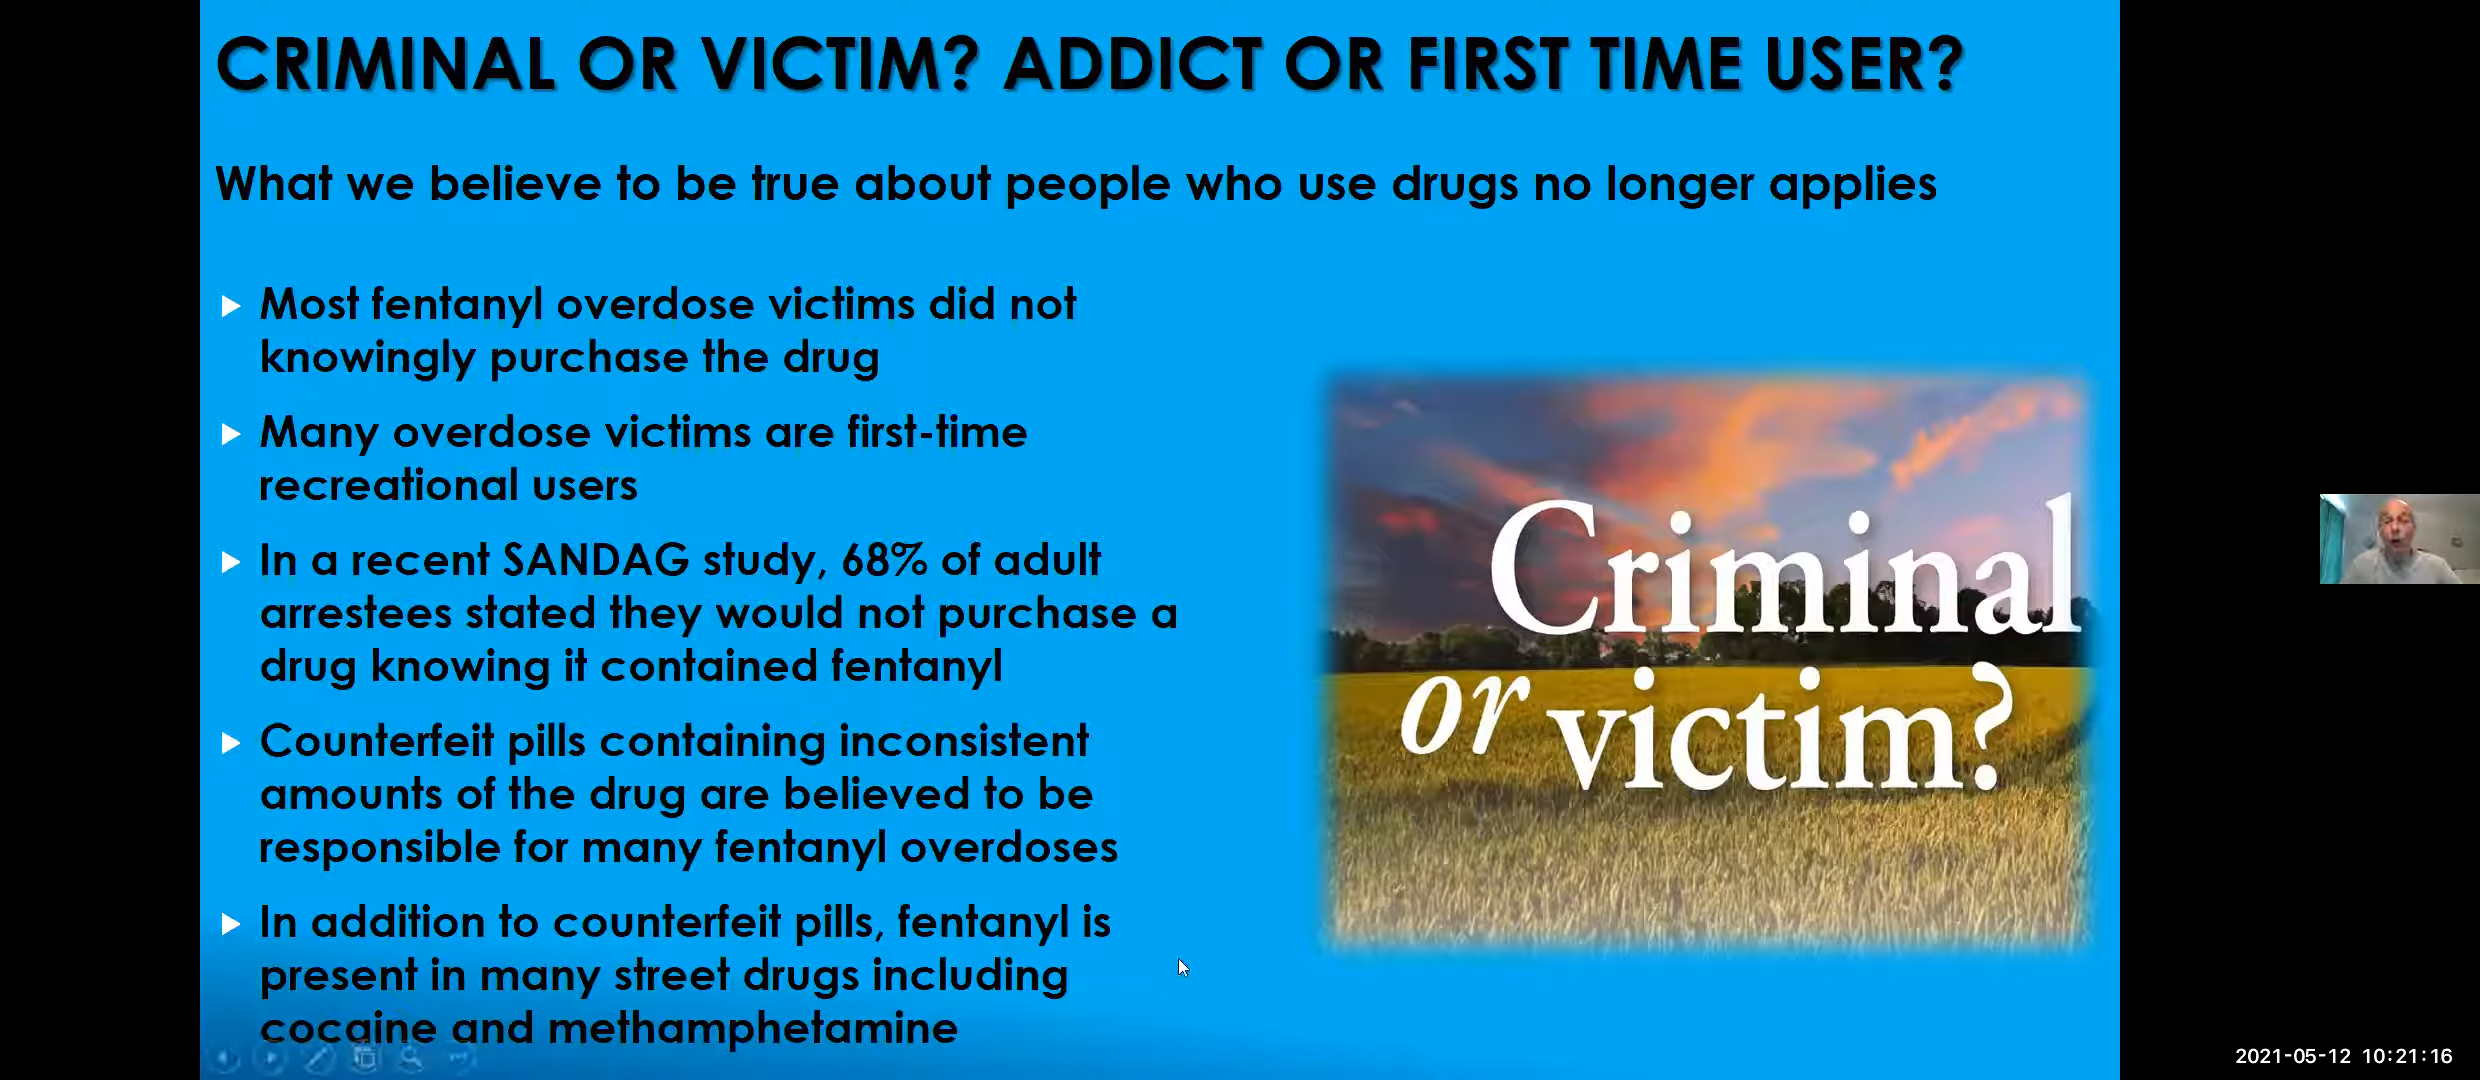 CRIMINAL OR VICTIM? ADDICT OR FIRST TIME USER?
What we believe to be true about people who use drugs no longer applies
Most fentanyl overdose victims did not
knowingly purchase the drug
Many overdose victims are first-time
recreational users
In a recent SANDAG study, 68% of adult
arrestees stated they would not purchase a
drug knowing it contained fentanyl
Counterfeit pills containing inconsistent
amounts of the drug are believed to be
responsible for many fentanyl overdoses
In addition to counterfeit pills, fentanyl is
present in many street drugs including
cocaine and methamphetamine
Criminal
or victim?
2021-05-12 10:21:16